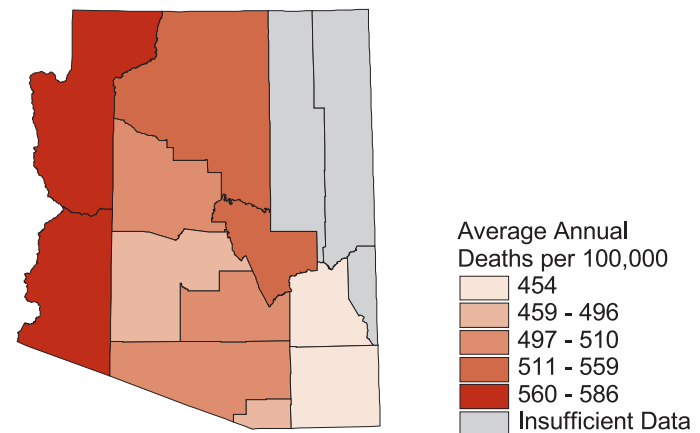 Average Annual
Deaths per 100,000
454
459 - 496
497 - 510
511 - 559
560 - 586
Insufficient Data